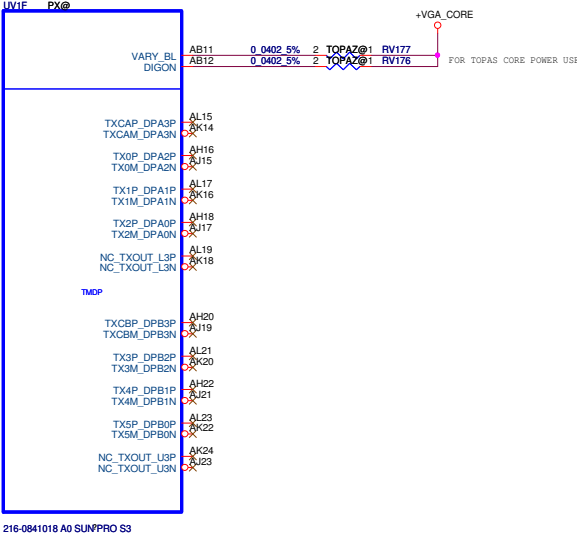 UV1F PX@
+VGA_CORE
VARY_BL AB11 0_0402_5% 2 TOPAZ@1 RV177
DIGON AB12 0_0402_5% 2 TOPAZ@1 RV176
FOR TOPAS CORE POWER USE
TXCAP_DPA3P AL15
TXCAM_DPA3N AK14
TX0P_DPA2P AH16
TX0M_DPA2N AJ15
TX1P_DPA1P AL17
TX1M_DPA1N AK16
TX2P_DPA0P AH18
TX2M_DPA0N AJ17
NC_TXOUT_L3P AL19
NC_TXOUT_L3N AK18
TMDP
TXCBP_DPB3P AH20
TXCBM_DPB3N AJ19
TX3P_DPB2P AL21
TX3M_DPB2N AK20
TX4P_DPB1P AH22
TX4M_DPB1N AJ21
TX5P_DPB0P AL23
TX5M_DPB0N AK22
NC_TXOUT_U3P AK24
NC_TXOUT_U3N AJ23
216-0841018 A0 SUN PRO S3